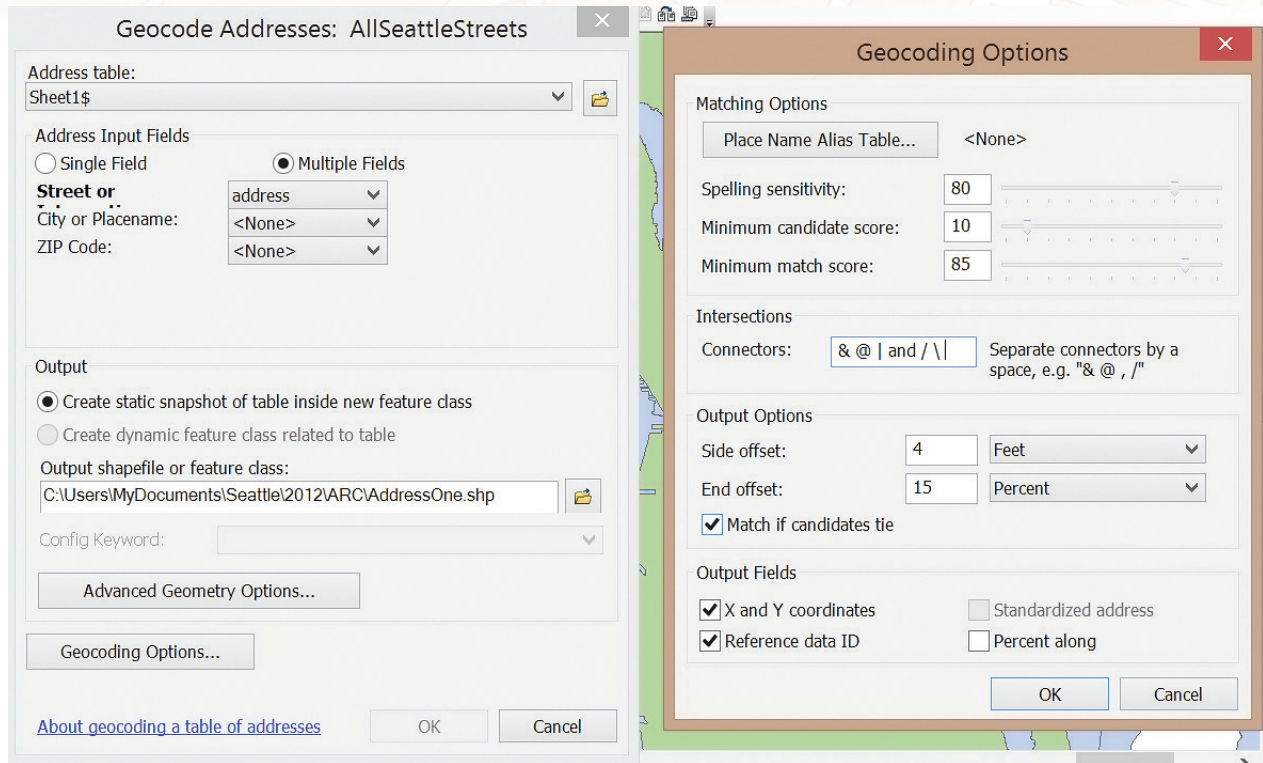 Geocode Addresses: AllSeattleStreets
Address table:
Sheet1$
Address Input Fields
Single Field
Multiple Fields
Street or
address
City or Placename:
<None>
ZIP Code:
<None>
Output
Create static snapshot of table inside new feature class
Create dynamic feature class related to table
Output shapefile or feature class:
C:\Users\MyDocuments\Seattle\2012\ARC\AddressOne.shp
Config Keyword:
Advanced Geometry Options...
Geocoding Options...
About geocoding a table of addresses
OK
Cancel
Geocoding Options
Matching Options
Place Name Alias Table...
<None>
Spelling sensitivity:
80
Minimum candidate score:
10
Minimum match score:
85
Intersections
Connectors:
& @ | and / \
Separate connectors by a
space, e.g. "& @ , /"
Output Options
Side offset:
4
Feet
End offset:
15
Percent
Match if candidates tie
Output Fields
X and Y coordinates
Standardized address
Reference data ID
Percent along
OK
Cancel